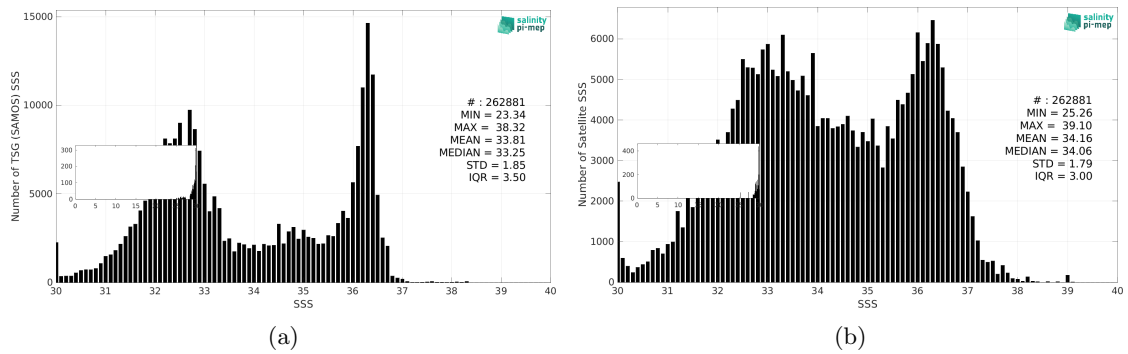 15000
10000
5000
0
Number of TSG (SAMOS) SSS
salinity
pi-mep
# : 262881
MIN = 23.34
MAX = 38.32
MEAN = 33.81
MEDIAN = 33.25
STD = 1.85
IQR = 3.50
300
200
100
0
0 5 10 15
30 31 32 33 34 35 36 37 38 39 40
SSS
(a)
6000
5000
4000
3000
2000
1000
0
Number of Satellite SSS
salinity
pi-mep
# : 262881
MIN = 25.26
MAX = 39.10
MEAN = 34.16
MEDIAN = 34.06
STD = 1.79
IQR = 3.00
400
200
0
0 5 10 15
30 31 32 33 34 35 36 37 38 39 40
SSS
(b)